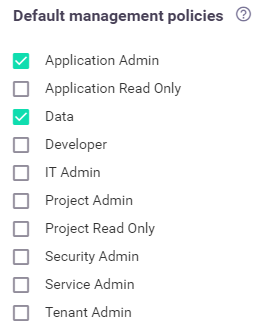 Default management policies ?
Application Admin
Application Read Only
Data
Developer
IT Admin
Project Admin
Project Read Only
Security Admin
Service Admin
Tenant Admin